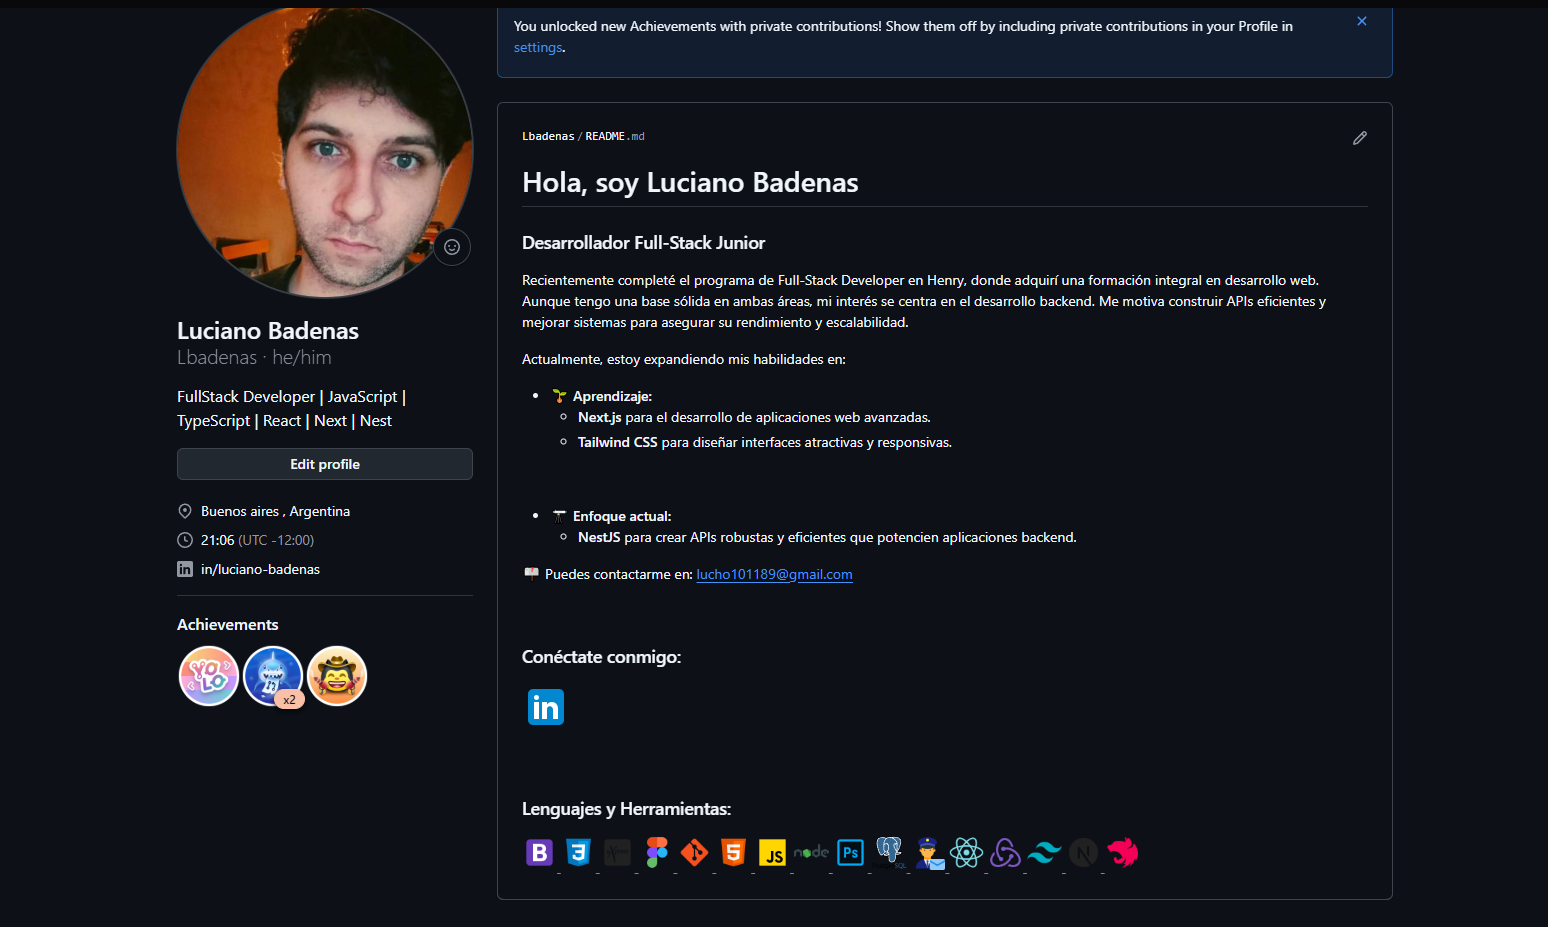 You unlocked new Achievements with private contributions! Show them off by including private contributions in your Profile in
settings.
Luciano Badenas
Lbadenas · he/him
FullStack Developer | JavaScript |
TypeScript | React | Next | Nest
Edit profile
Buenos aires , Argentina
21:06 (UTC -12:00)
in/luciano-badenas
Achievements
YOLO
x2
Lbadenas / README.md
Hola, soy Luciano Badenas
Desarrollador Full-Stack Junior
Recientemente completé el programa de Full-Stack Developer en Henry, donde adquirí una formación integral en desarrollo web.
Aunque tengo una base sólida en ambas áreas, mi interés se centra en el desarrollo backend. Me motiva construir APIs eficientes y
mejorar sistemas para asegurar su rendimiento y escalabilidad.
Actualmente, estoy expandiendo mis habilidades en:
Aprendizaje:
Next.js para el desarrollo de aplicaciones web avanzadas.
Tailwind CSS para diseñar interfaces atractivas y responsivas.
Enfoque actual:
NestJS para crear APIs robustas y eficientes que potencien aplicaciones backend.
Puedes contactarme en: lucho101189@gmail.com
Conéctate conmigo:
in
Lenguajes y Herramientas:
B 3 5 JS node Ps N